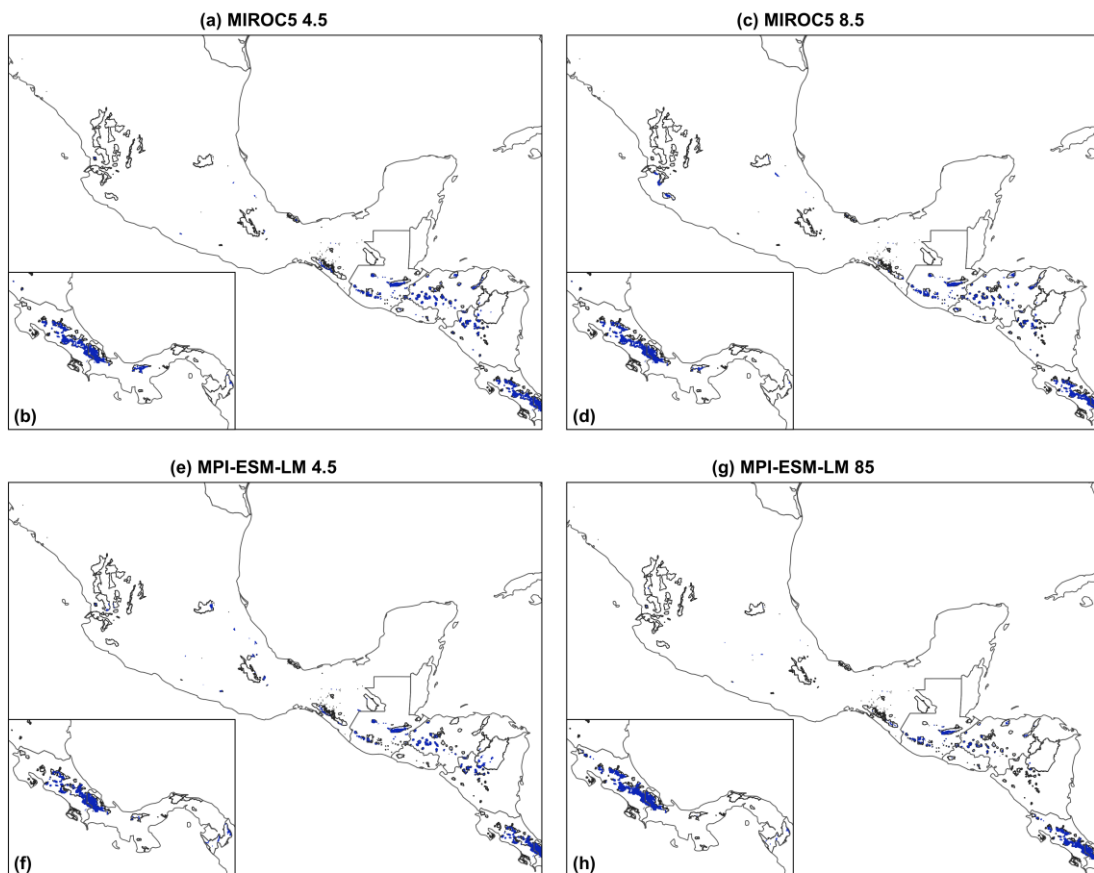 (a) MIROC5 4.5
(c) MIROC5 8.5
(b)
(d)
(e) MPI-ESM-LM 4.5
(g) MPI-ESM-LM 85
(f)
(h)